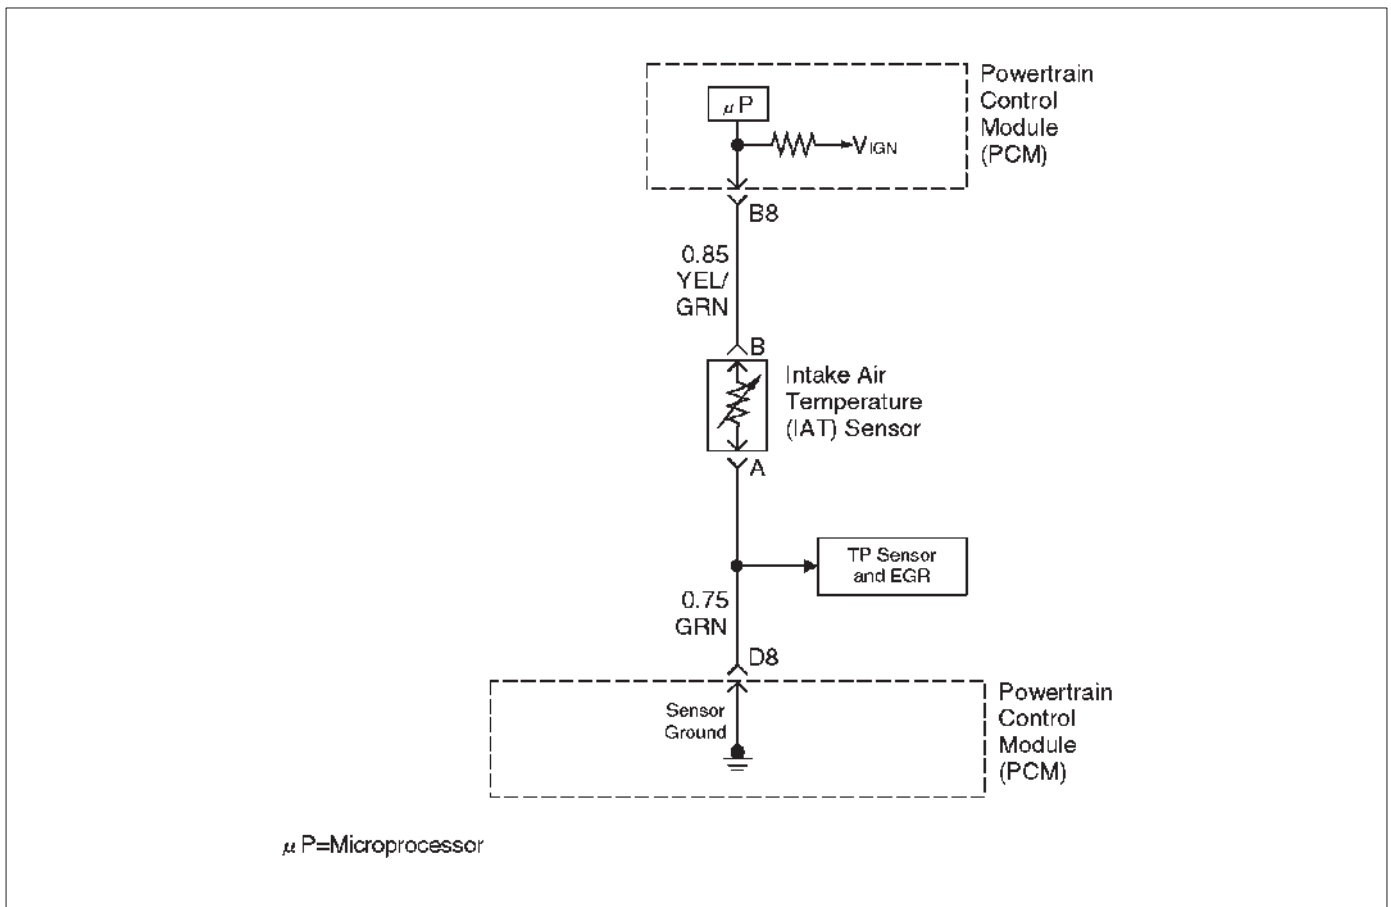 Powertrain
Control
Module
(PCM)
μP
VIGN
B8
0.85
YEL/
GRN
B
Intake Air
Temperature
(IAT) Sensor
A
TP Sensor
and EGR
0.75
GRN
D8
Powertrain
Control
Module
(PCM)
Sensor
Ground
μP=Microprocessor